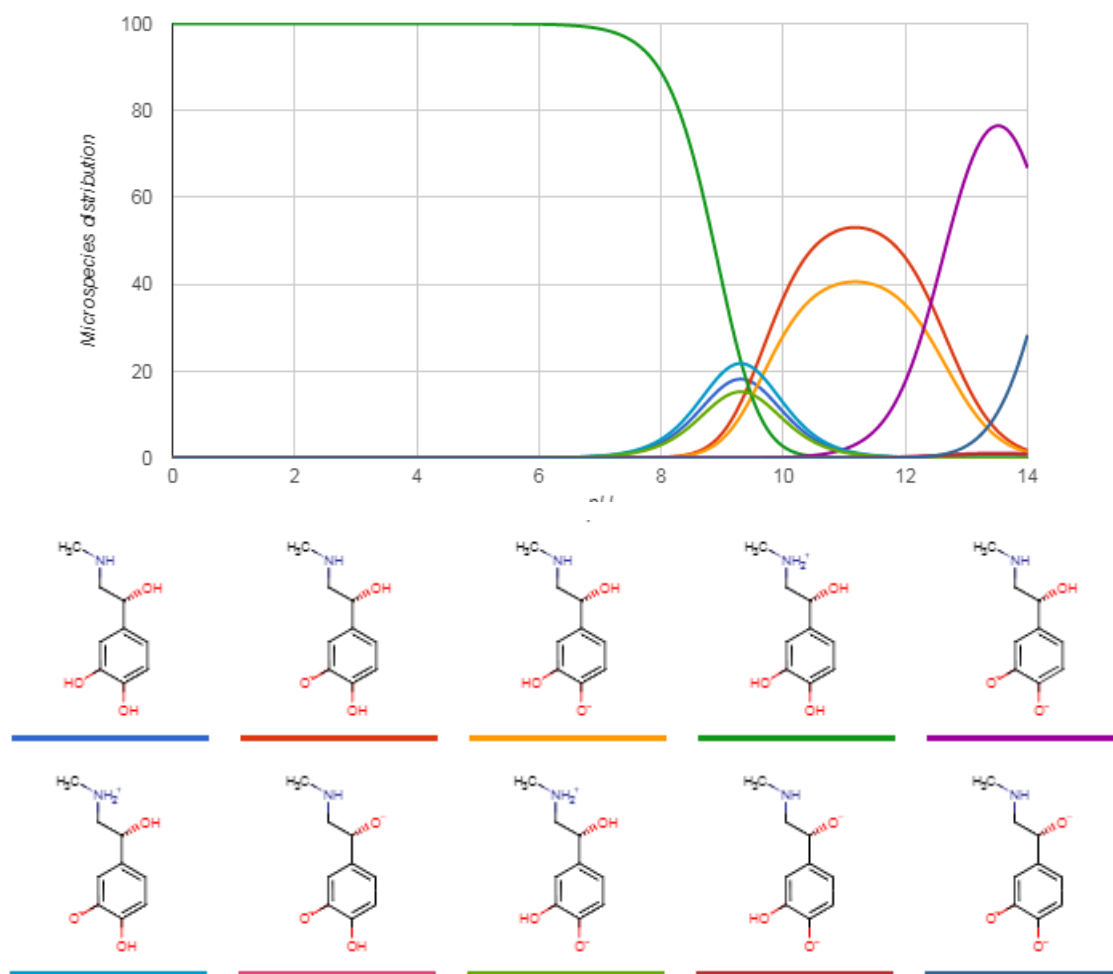 100
80
60
40
20
0
Microspecies distribution
0 2 4 6 8 10 12 14
H₃C NH H₃C NH H₃C NH H₃C NH₂⁺ H₃C NH
OH OH OH OH OH
HO O⁻ HO HO O⁻
OH OH O⁻ OH O⁻
H₃C NH₂⁺ H₃C NH H₃C NH₂⁺ H₃C NH H₃C NH
OH O⁻ OH O⁻ O⁻
O⁻ O⁻ HO HO O⁻
OH OH O⁻ O⁻ O⁻